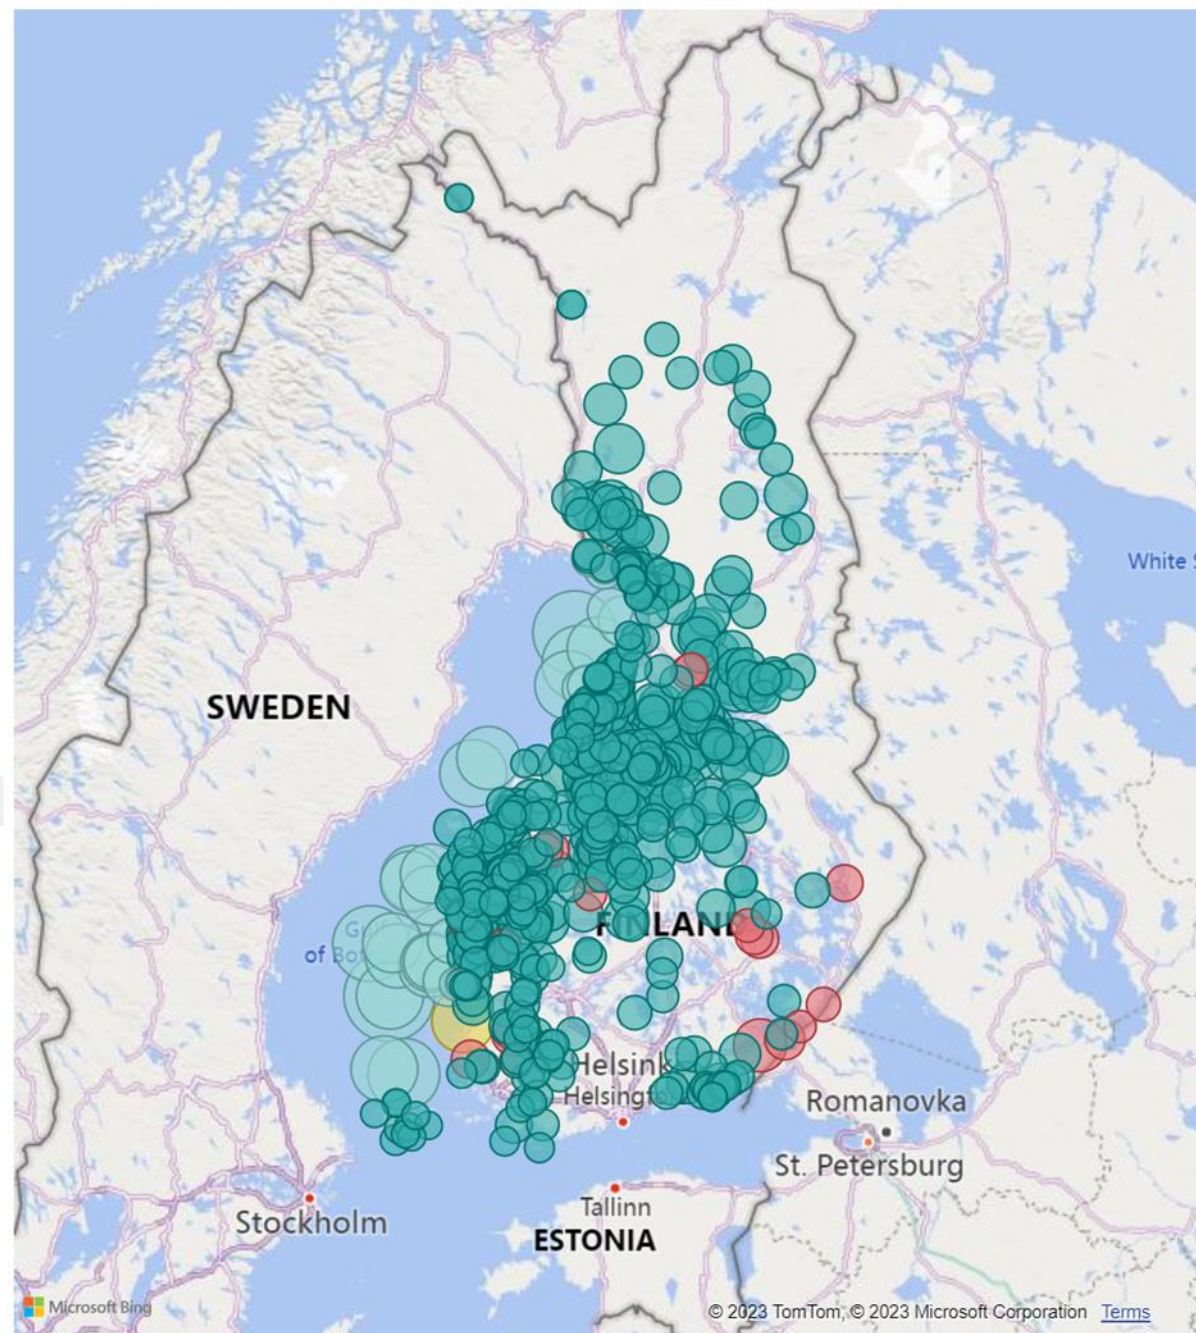 White
SWEDEN
FINLAND
of Bo
Helsink
Helsingf
Romanovka
St. Petersburg
Tallinn
Stockholm
ESTONIA
Microsoft Bing
© 2023 TomTom, © 2023 Microsoft Corporation Terms